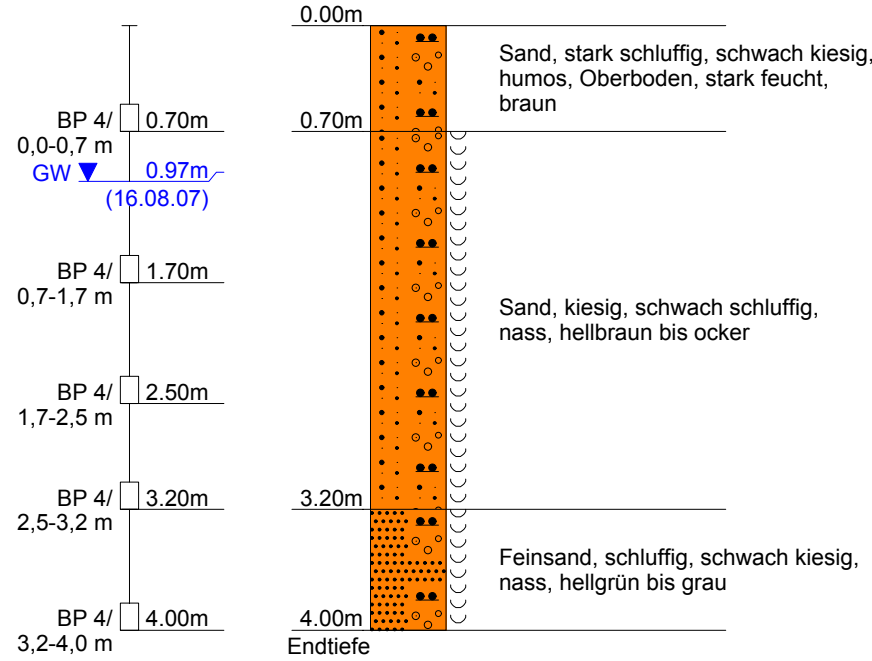 0.00m
Sand, stark schluffig, schwach kiesig,
humos, Oberboden, stark feucht,
braun
BP 4/ 0.70m
0,0-0,7 m
0.70m
GW 0.97m
(16.08.07)
BP 4/ 1.70m
0,7-1,7 m
Sand, kiesig, schwach schluffig,
nass, hellbraun bis ocker
BP 4/ 2.50m
1,7-2,5 m
BP 4/ 3.20m
2,5-3,2 m
3.20m
Feinsand, schluffig, schwach kiesig,
nass, hellgrün bis grau
BP 4/ 4.00m
3,2-4,0 m
4.00m
Endtiefe